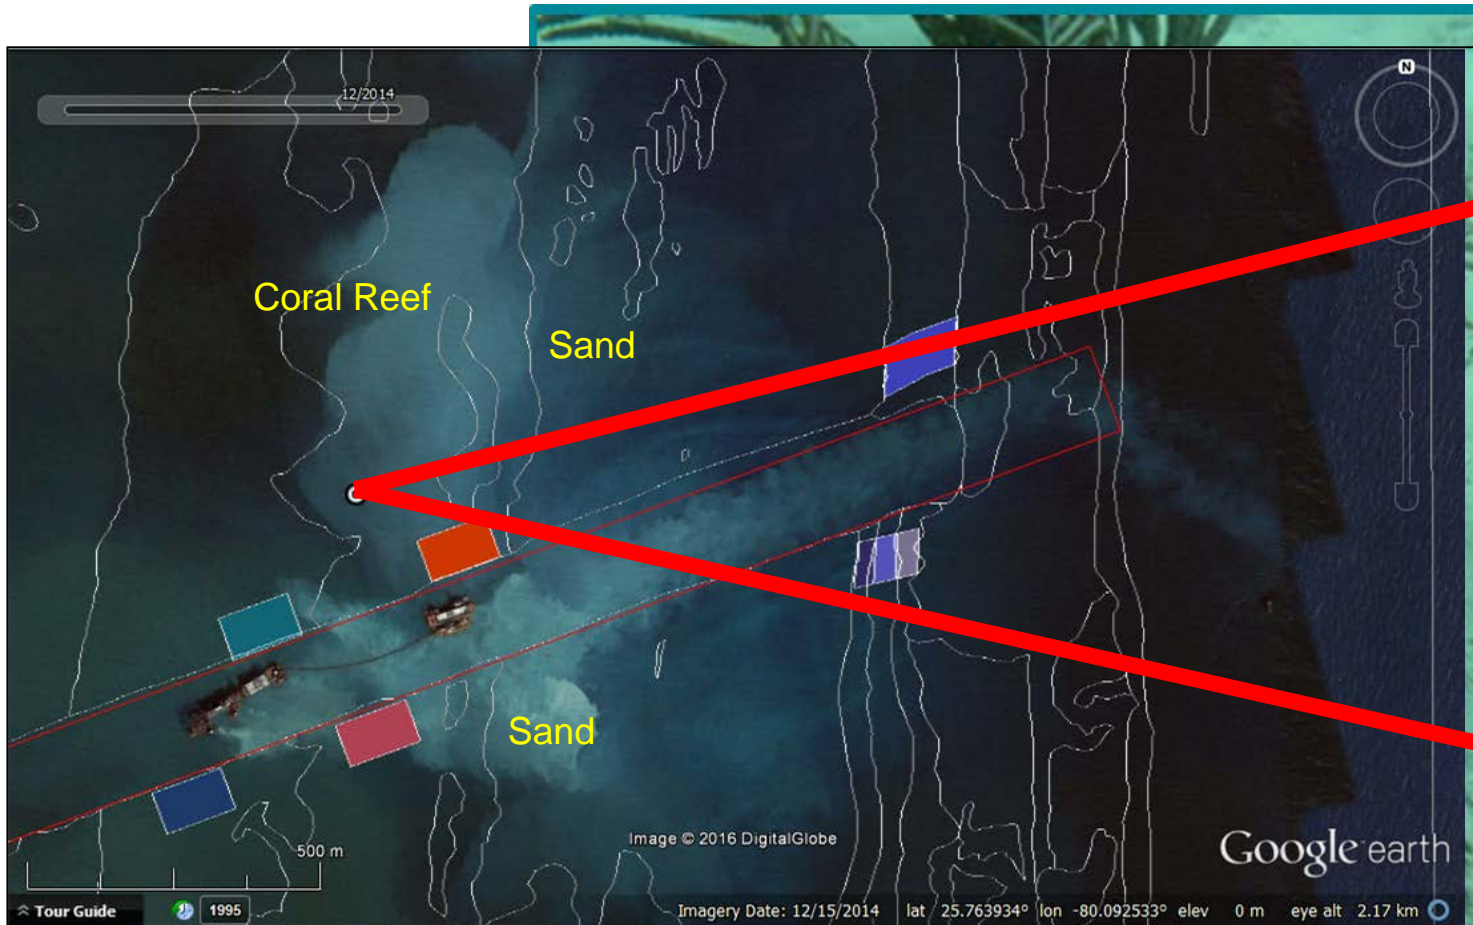 N
12/2014
Coral Reef
Sand
Sand
500 m
Image © 2016 DigitalGlobe
Google earth
Tour Guide
1995
Imagery Date: 12/15/2014 lat 25.763934° lon -80.092533° elev 0 m eye alt 2.17 km